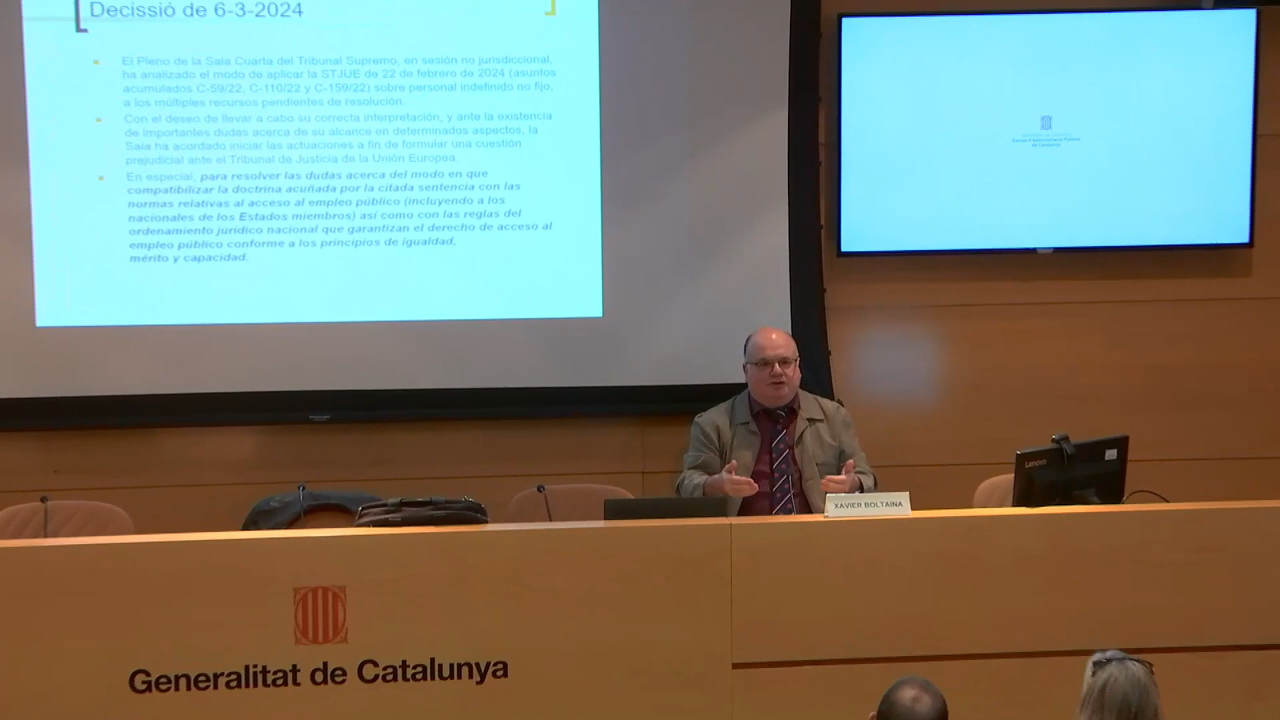 Decissió de 6-3-2024
El Pleno de la Sala Cuarta del Tribunal Supremo, en sesión no jurisdiccional,
ha analizado el modo de aplicar la STJUE de 22 de febrero de 2024 (asuntos
acumulados C-59/22, C-110/22 y C-159/22) sobre personal indefinido no fijo,
a los múltiples recursos pendientes de resolución.
Con el deseo de llevar a cabo su correcta interpretación, y ante la existencia
de importantes dudas acerca de su alcance en determinados aspectos, la
Sala ha acordado iniciar las actuaciones a fin de formular una cuestión
prejudicial ante el Tribunal de Justicia de la Unión Europea.
En especial, para resolver las dudas acerca del modo en que
compatibilizar la doctrina acuñada por la citada sentencia con las
normas relativas al acceso al empleo público (incluyendo a los
nacionales de los Estados miembros) así como con las reglas del
ordenamiento jurídico nacional que garantizan el derecho de acceso al
empleo público conforme a los principios de igualdad,
mérito y capacidad.
Lenovo
XAVIER BOLTAINA
Generalitat de Catalunya